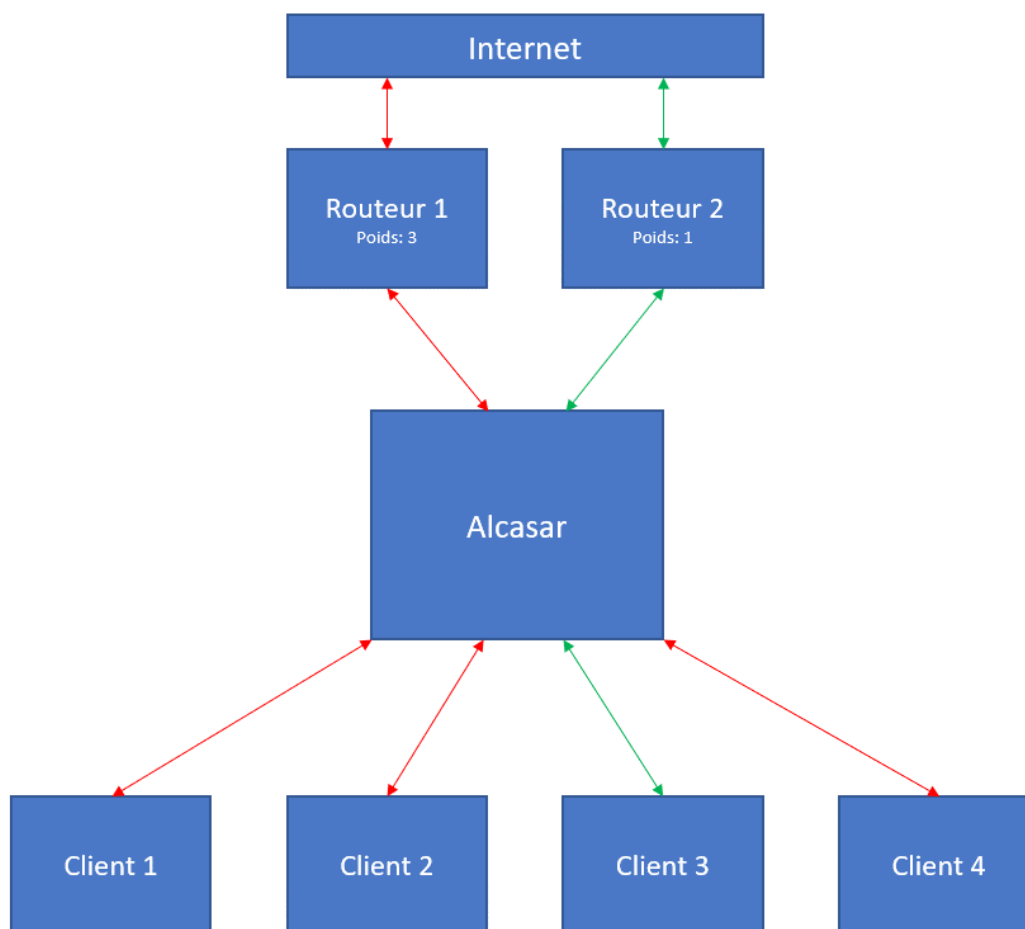 Internet
Routeur 1
Poids: 3
Routeur 2
Poids: 1
Alcasar
Client 1
Client 2
Client 3
Client 4